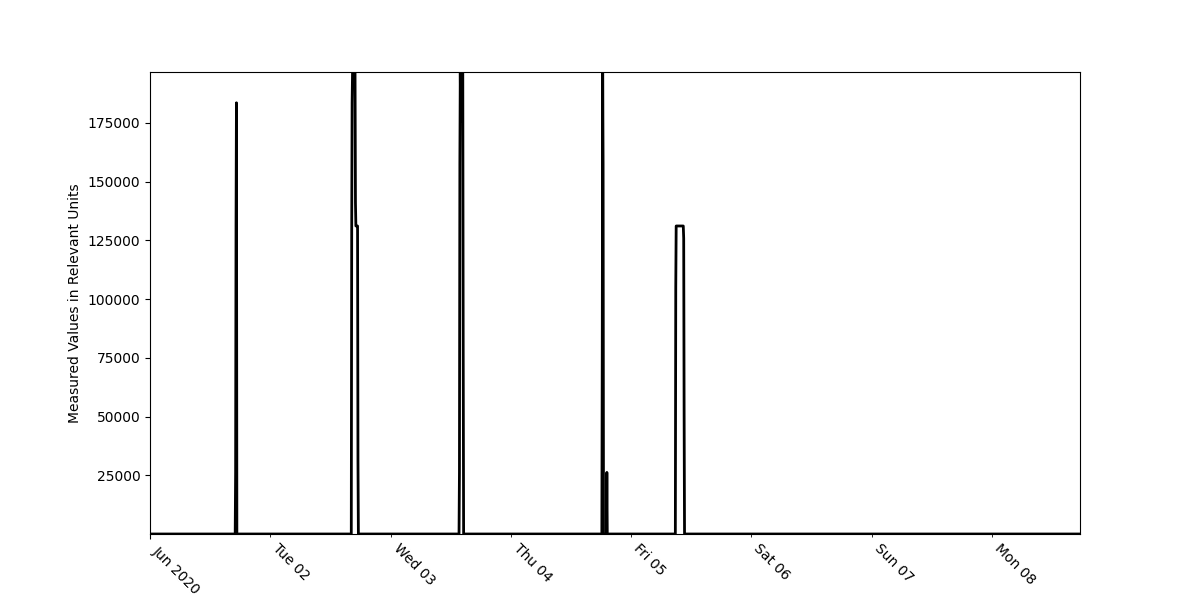 175000
150000
125000
100000
75000
50000
25000
Measured Values in Relevant Units
Jun 2020
Tue 02
Wed 03
Thu 04
Fri 05
Sat 06
Sun 07
Mon 08